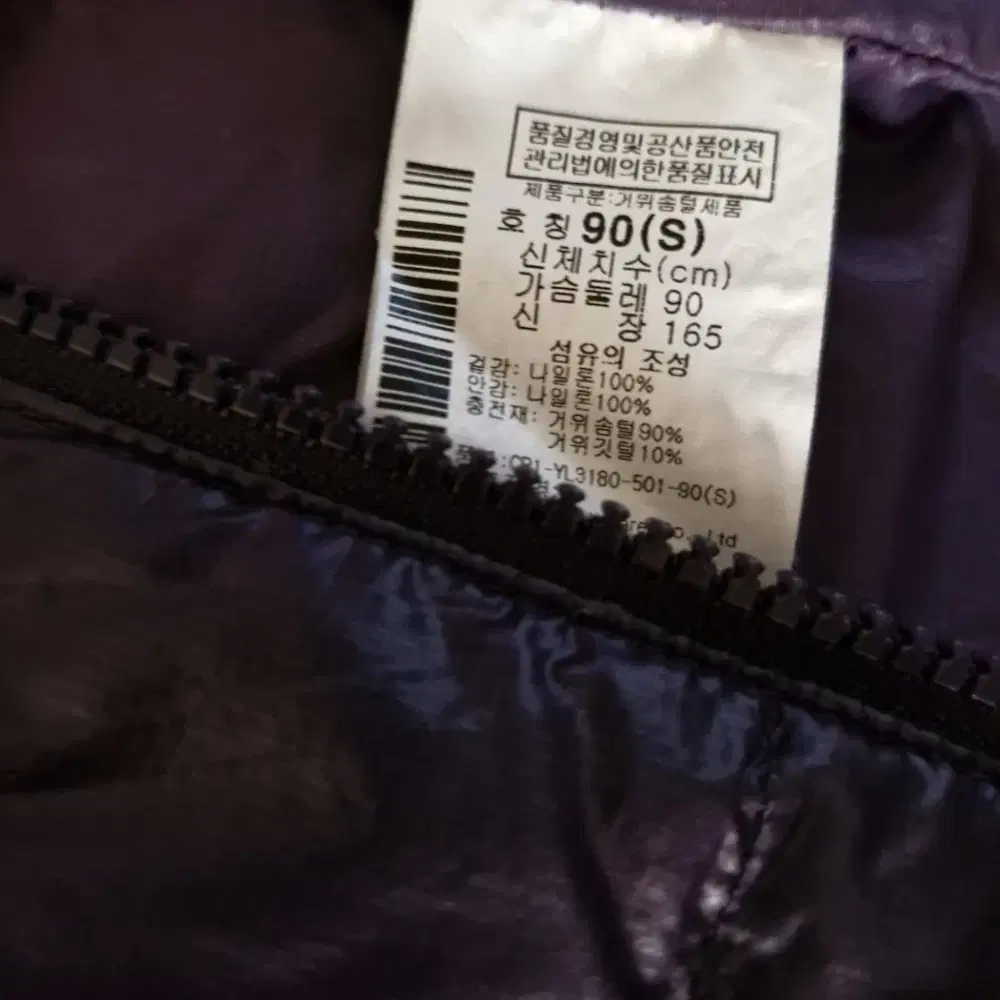 품질경영및공산품안전
관리법에의한품질표시
제품구분:거위솜털제품
호 칭 90(S)
신체치수(cm)
가슴둘레 90
신 장 165
섬유의 조성
겉감: 나일론100%
안감: 나일론100%
충전재: 거위솜털90%
거위깃털10%
YL3180-501-90(S)
Ltd